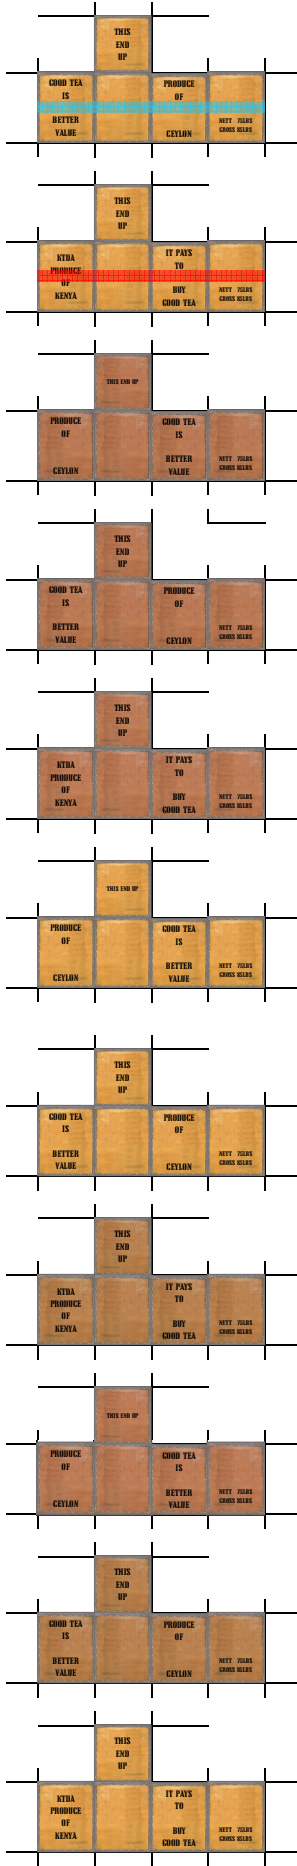 THIS
END
UP
GOOD TEA
IS
BETTER
VALUE
PRODUCE
OF
CEYLON
NETT 75LBS
GROSS 85LBS
THIS
END
UP
KTDA
PRODUCE
OF
KENYA
IT PAYS
TO
BUY
GOOD TEA
NETT 75LBS
GROSS 85LBS
THIS END UP
PRODUCE
OF
CEYLON
GOOD TEA
IS
BETTER
VALUE
NETT 75LBS
GROSS 85LBS
THIS
END
UP
GOOD TEA
IS
BETTER
VALUE
PRODUCE
OF
CEYLON
NETT 75LBS
GROSS 85LBS
THIS
END
UP
KTDA
PRODUCE
OF
KENYA
IT PAYS
TO
BUY
GOOD TEA
NETT 75LBS
GROSS 85LBS
THIS END UP
PRODUCE
OF
CEYLON
GOOD TEA
IS
BETTER
VALUE
NETT 75LBS
GROSS 85LBS
THIS
END
UP
GOOD TEA
IS
BETTER
VALUE
PRODUCE
OF
CEYLON
NETT 75LBS
GROSS 85LBS
THIS
END
UP
KTDA
PRODUCE
OF
KENYA
IT PAYS
TO
BUY
GOOD TEA
NETT 75LBS
GROSS 85LBS
THIS END UP
PRODUCE
OF
CEYLON
GOOD TEA
IS
BETTER
VALUE
NETT 75LBS
GROSS 85LBS
THIS
END
UP
GOOD TEA
IS
BETTER
VALUE
PRODUCE
OF
CEYLON
NETT 75LBS
GROSS 85LBS
THIS
END
UP
KTDA
PRODUCE
OF
KENYA
IT PAYS
TO
BUY
GOOD TEA
NETT 75LBS
GROSS 85LBS